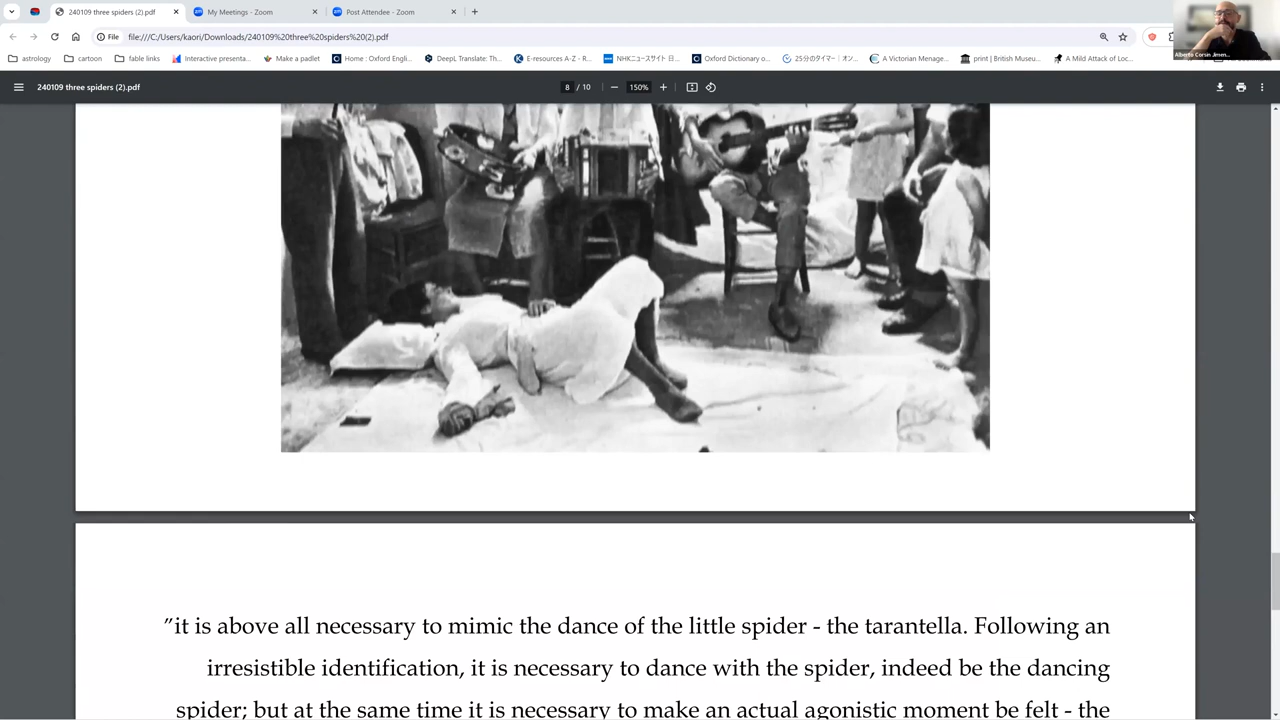 240109 three spiders (2).pdf
My Meetings - Zoom
Post Attendee - Zoom
File
file:///C:/Users/kaori/Downloads/240109%20three%20spiders%20(2).pdf
Alberto Corsin Jimen...
astrology
cartoon
fable links
Interactive presenta...
Make a padlet
Home : Oxford Engli...
DeepL Translate: T...
E-resources A-Z - R...
NHKニュースサイト 日...
Oxford Dictionary o...
25分のタイマー | オン...
A Victorian Menage...
print | British Museu...
A Mild Attack of Loc...
240109 three spiders (2).pdf
8 / 10
150%
”it is above all necessary to mimic the dance of the little spider - the tarantella. Following an
irresistible identification, it is necessary to dance with the spider, indeed be the dancing
spider; but at the same time it is necessary to make an actual agonistic moment be felt - the